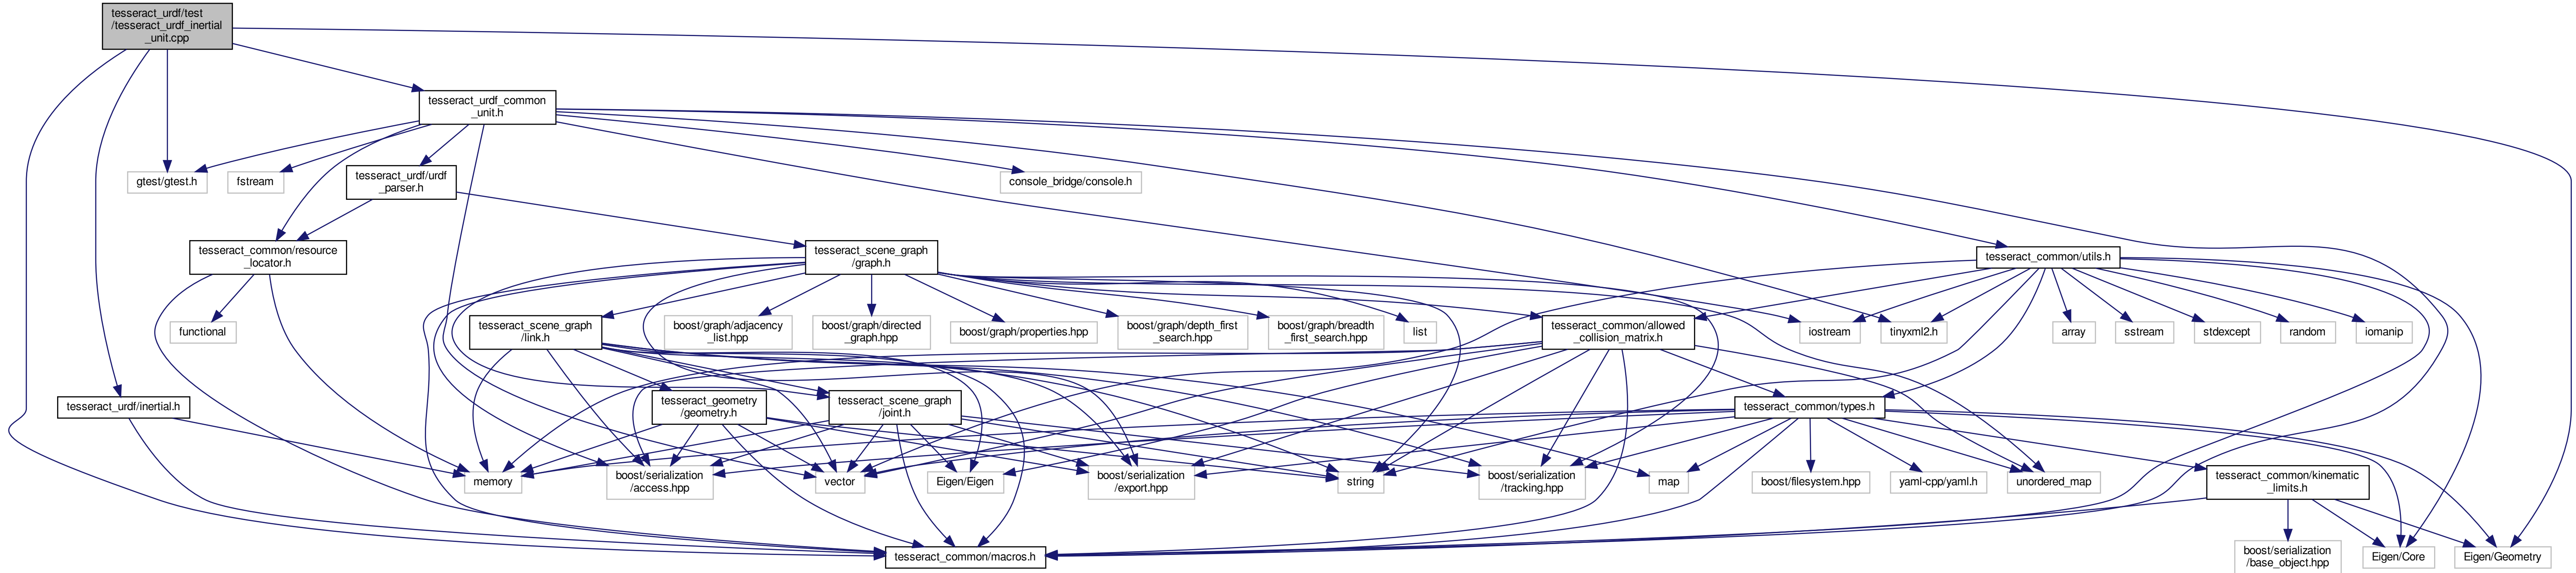 tesseract_urdf/test
/tesseract_urdf_inertial
_unit.cpp
tesseract_urdf_common
_unit.h
gtest/gtest.h
fstream
tesseract_urdf/urdf
_parser.h
console_bridge/console.h
tesseract_common/resource
_locator.h
tesseract_scene_graph
/graph.h
tesseract_common/utils.h
functional
tesseract_scene_graph
/link.h
boost/graph/adjacency
_list.hpp
boost/graph/directed
_graph.hpp
boost/graph/properties.hpp
boost/graph/depth_first
_search.hpp
boost/graph/breadth
_first_search.hpp
list
tesseract_common/allowed
_collision_matrix.h
iostream
tinyxml2.h
array
sstream
stdexcept
random
iomanip
tesseract_urdf/inertial.h
tesseract_geometry
/geometry.h
tesseract_scene_graph
/joint.h
tesseract_common/types.h
memory
boost/serialization
/access.hpp
vector
Eigen/Eigen
boost/serialization
/export.hpp
string
boost/serialization
/tracking.hpp
map
boost/filesystem.hpp
yaml-cpp/yaml.h
unordered_map
tesseract_common/kinematic
_limits.h
tesseract_common/macros.h
boost/serialization
/base_object.hpp
Eigen/Core
Eigen/Geometry